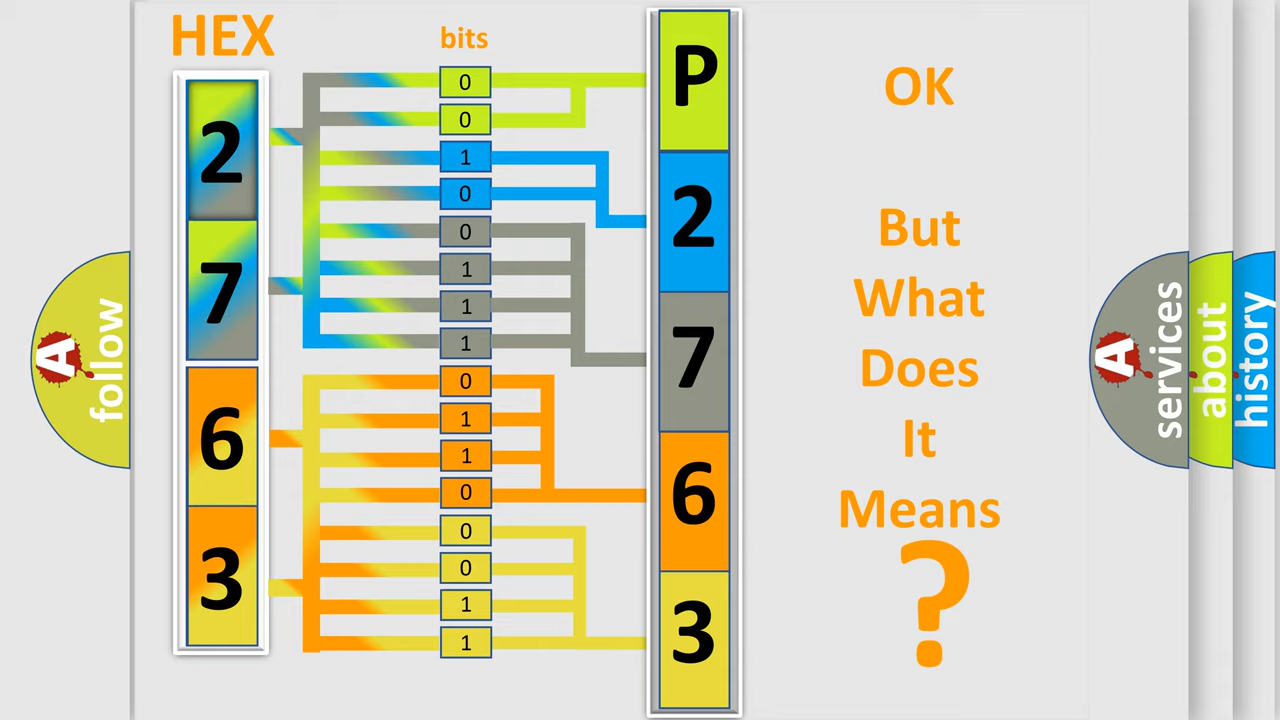 HEX
bits
2
7
6
3
0
0
1
0
0
1
1
1
0
1
1
0
0
0
1
1
P
2
7
6
3
OK
But
What
Does
It
Means
?
A
follow
A
services
about
history